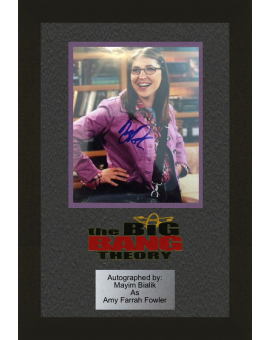 the BIG
BANG
THEORY
Autographed by:
Mayim Bialik
As
Amy Farrah Fowler